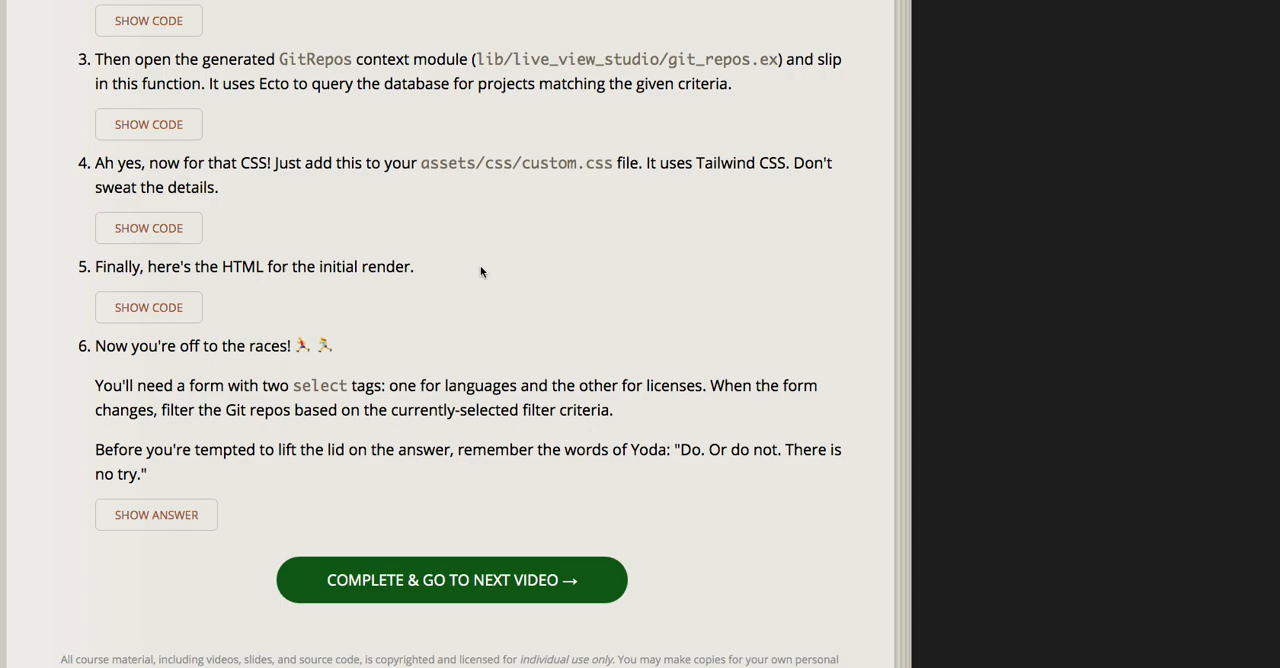 SHOW CODE
3. Then open the generated GitRepos context module (lib/live_view_studio/git_repos.ex) and slip
in this function. It uses Ecto to query the database for projects matching the given criteria.
SHOW CODE
4. Ah yes, now for that CSS! Just add this to your assets/css/custom.css file. It uses Tailwind CSS. Don't
sweat the details.
SHOW CODE
5. Finally, here's the HTML for the initial render.
SHOW CODE
6. Now you're off to the races! 🏃 🏃
You'll need a form with two select tags: one for languages and the other for licenses. When the form
changes, filter the Git repos based on the currently-selected filter criteria.
Before you're tempted to lift the lid on the answer, remember the words of Yoda: "Do. Or do not. There is
no try."
SHOW ANSWER
COMPLETE & GO TO NEXT VIDEO →
All course material, including videos, slides, and source code, is copyrighted and licensed for individual use only. You may make copies for your own personal